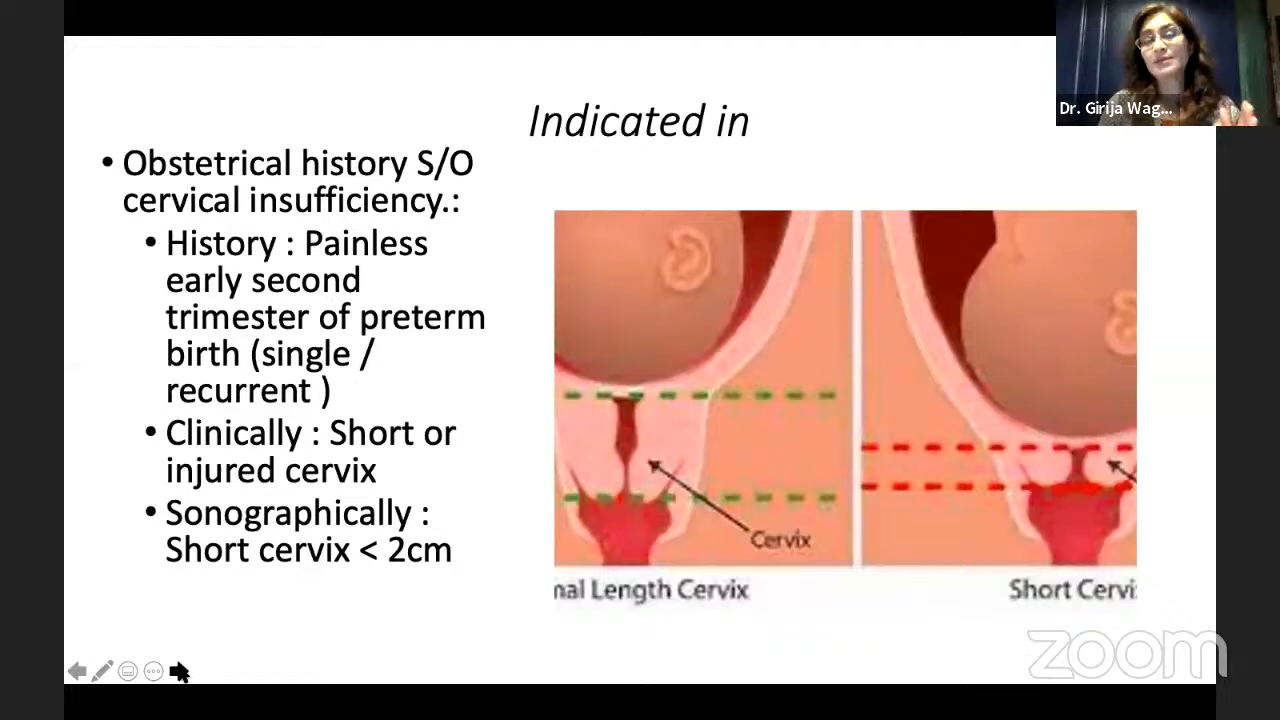 Dr. Girija Wag...
Indicated in
• Obstetrical history S/O
cervical insufficiency.:
• History : Painless
early second
trimester of preterm
birth (single /
recurrent )
• Clinically : Short or
injured cervix
• Sonographically :
Short cervix < 2cm
Cervix
nal Length Cervix
Short Cervi
zoom